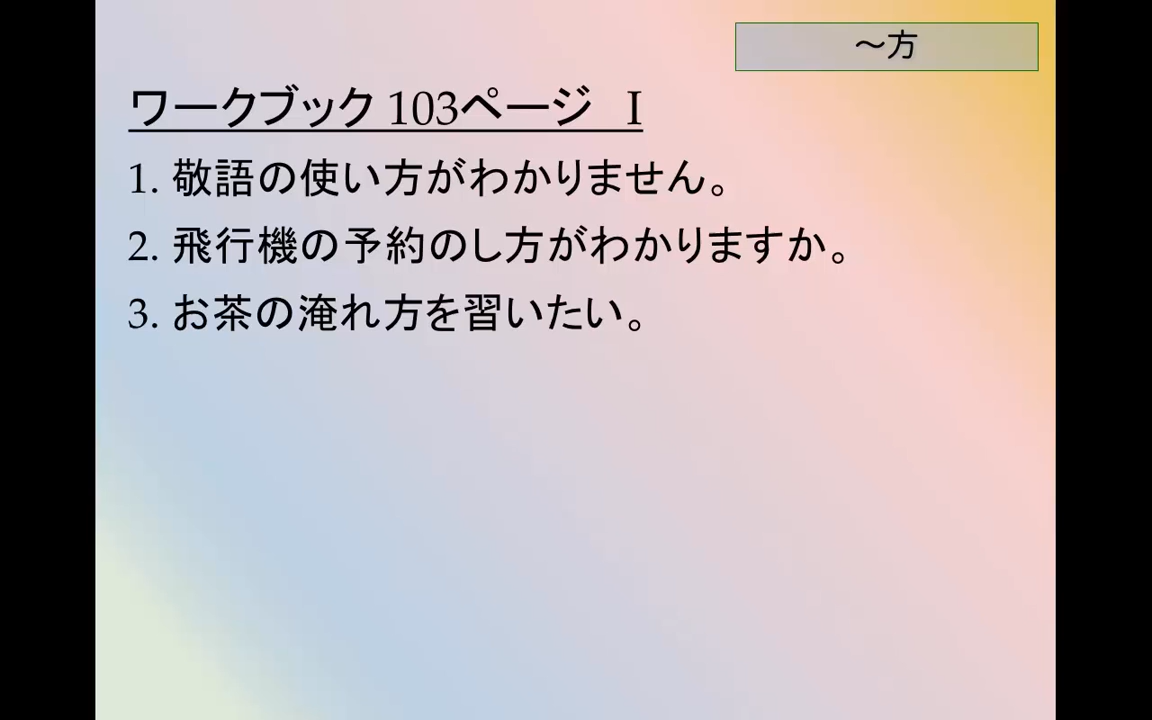 ～方
ワークブック 103ページ　I
1. 敬語の使い方がわかりません。
2. 飛行機の予約のし方がわかりますか。
3. お茶の淹れ方を習いたい。